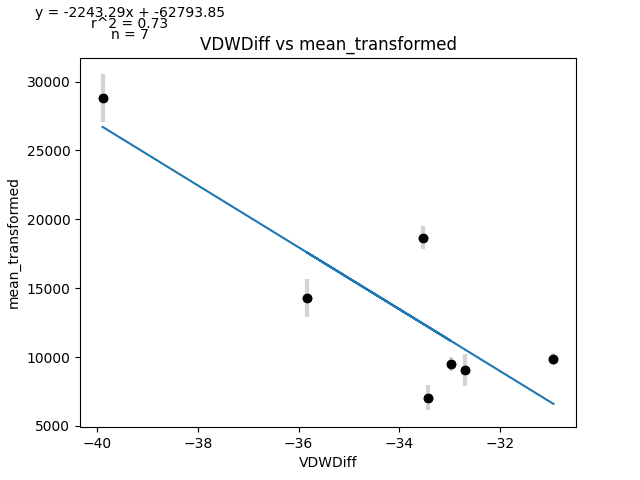 y = -2243.29x + -62793.85
r^2 = 0.73
n = 7
VDWDiff vs mean_transformed
30000
25000
20000
15000
10000
5000
mean_transformed
−40 −38 −36 −34 −32
VDWDiff